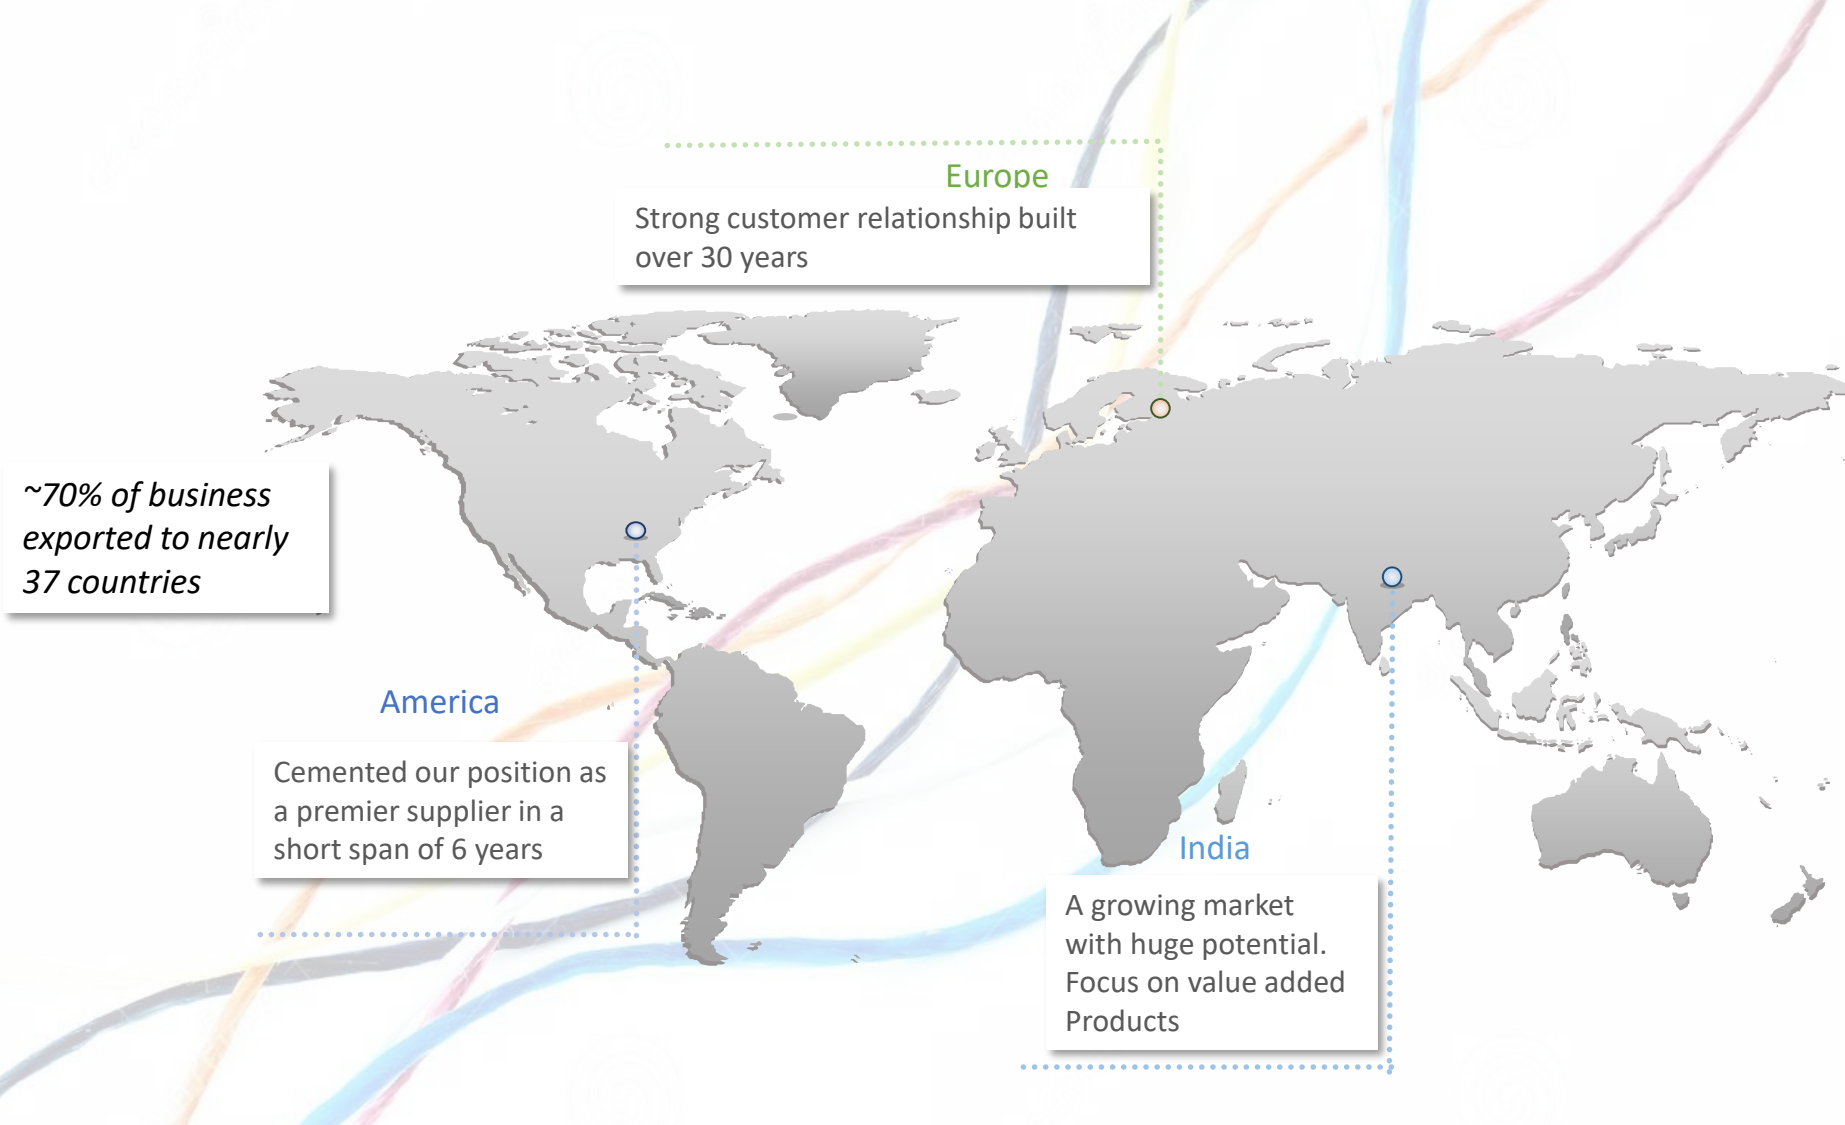 Europe
Strong customer relationship built
over 30 years
~70% of business
exported to nearly
37 countries
America
Cemented our position as
a premier supplier in a
short span of 6 years
India
A growing market
with huge potential.
Focus on value added
Products